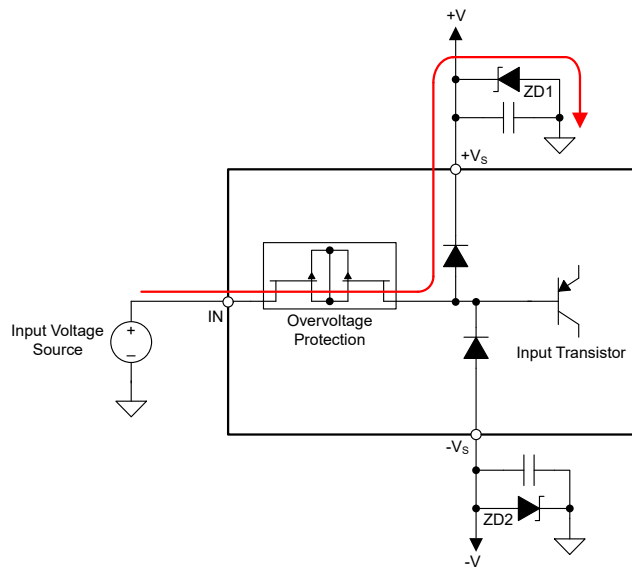 +V
ZD1
+VS
IN
Overvoltage
Protection
Input Voltage
Source
+
−
Input Transistor
-VS
ZD2
-V